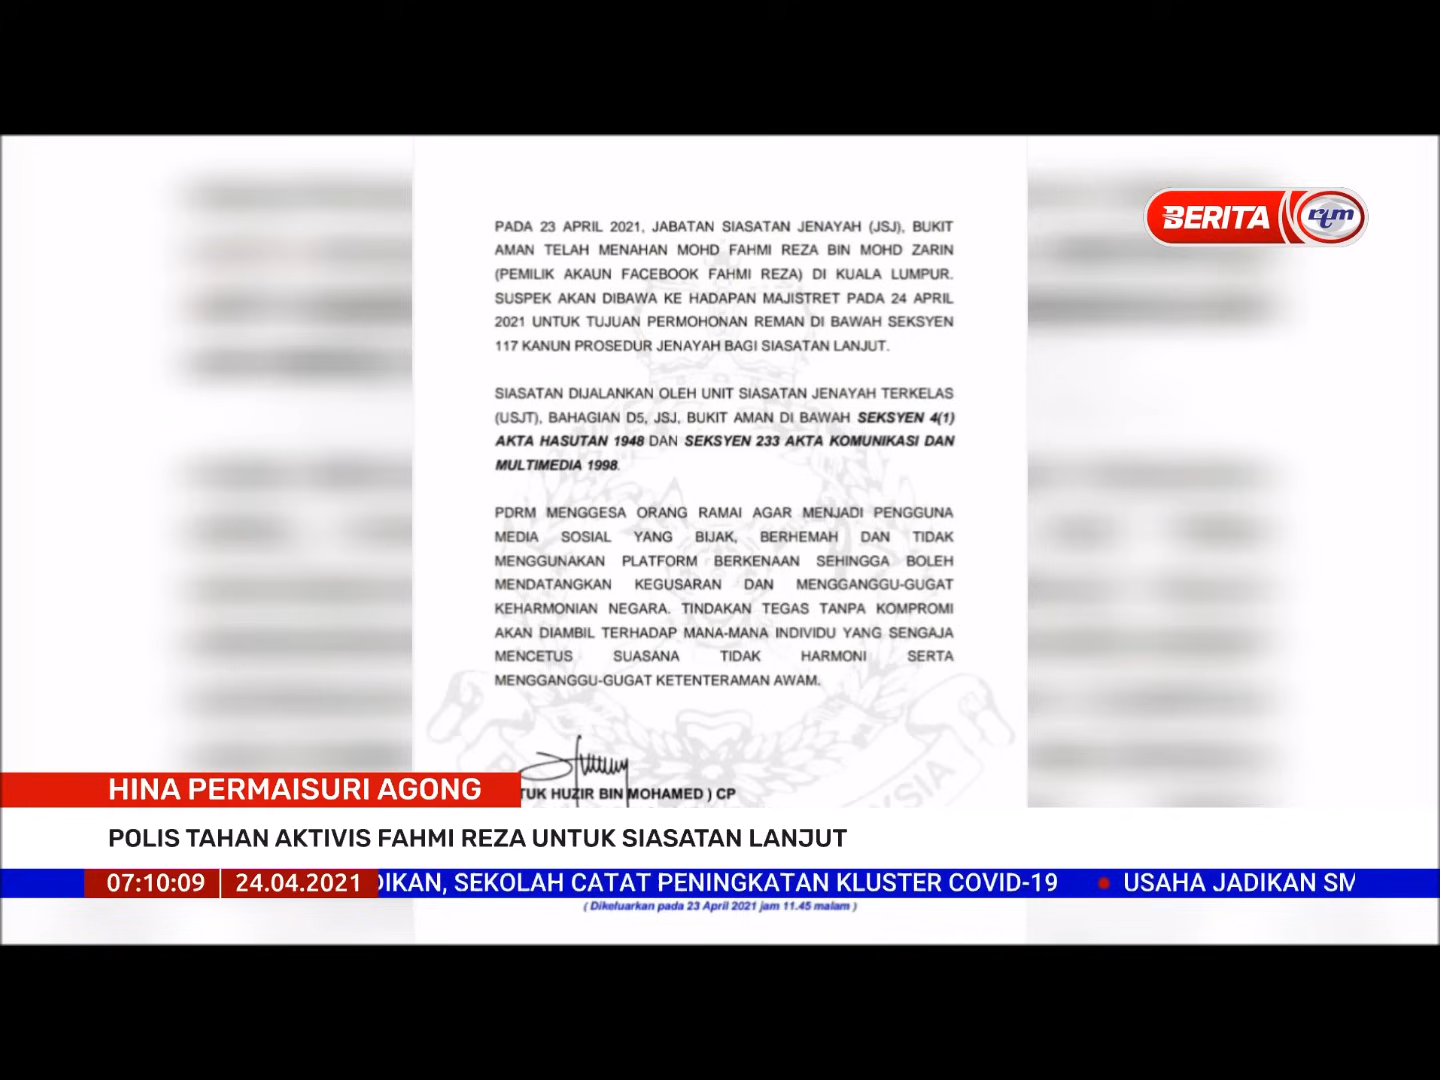 BERITA rtm
PADA 23 APRIL 2021, JABATAN SIASATAN JENAYAH (JSJ), BUKIT
AMAN TELAH MENAHAN MOHD FAHMI REZA BIN MOHD ZARIN
(PEMILIK AKAUN FACEBOOK FAHMI REZA) DI KUALA LUMPUR.
SUSPEK AKAN DIBAWA KE HADAPAN MAJISTRET PADA 24 APRIL
2021 UNTUK TUJUAN PERMOHONAN REMAN DI BAWAH SEKSYEN
117 KANUN PROSEDUR JENAYAH BAGI SIASATAN LANJUT.
SIASATAN DIJALANKAN OLEH UNIT SIASATAN JENAYAH TERKELAS
(USJT), BAHAGIAN D5, JSJ, BUKIT AMAN DI BAWAH SEKSYEN 4(1)
AKTA HASUTAN 1948 DAN SEKSYEN 233 AKTA KOMUNIKASI DAN
MULTIMEDIA 1998.
PDRM MENGGESA ORANG RAMAI AGAR MENJADI PENGGUNA
MEDIA SOSIAL YANG BIJAK, BERHEMAH DAN TIDAK
MENGGUNAKAN PLATFORM BERKENAAN SEHINGGA BOLEH
MENDATANGKAN KEGUSARAN DAN MENGGANGGU-GUGAT
KEHARMONIAN NEGARA. TINDAKAN TEGAS TANPA KOMPROMI
AKAN DIAMBIL TERHADAP MANA-MANA INDIVIDU YANG SENGAJA
MENCETUS SUASANA TIDAK HARMONI SERTA
MENGGANGGU-GUGAT KETENTERAMAN AWAM.
TUK HUZIR BIN MOHAMED ) CP
HINA PERMAISURI AGONG
POLIS TAHAN AKTIVIS FAHMI REZA UNTUK SIASATAN LANJUT
07:10:09 24.04.2021 DIKAN, SEKOLAH CATAT PENINGKATAN KLUSTER COVID-19 • USAHA JADIKAN SM
( Dikeluarkan pada 23 April 2021 jam 11.45 malam )